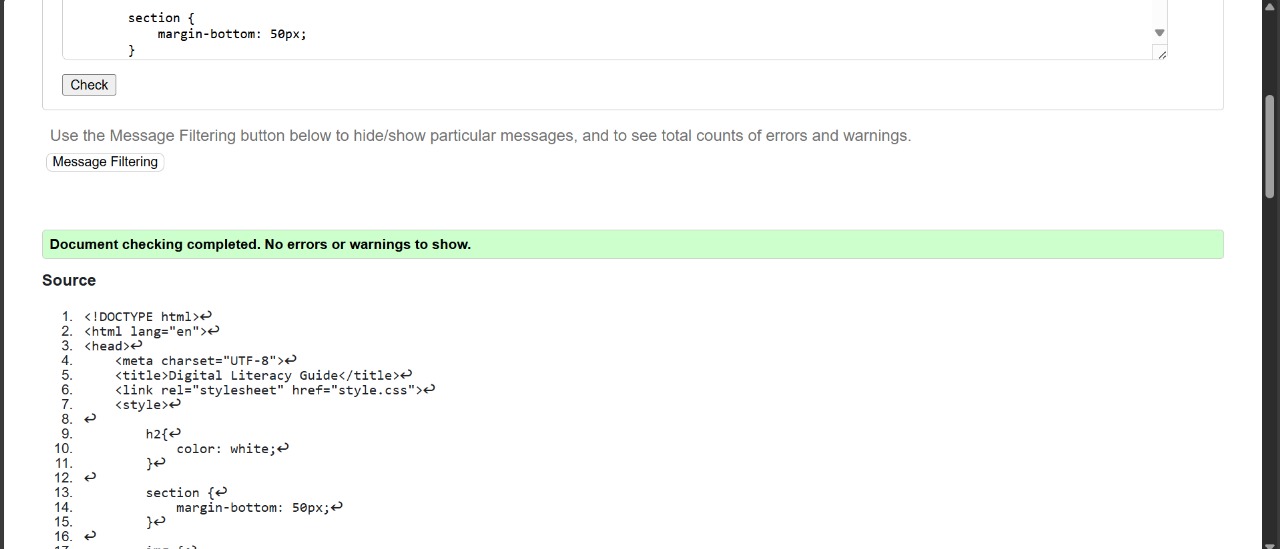 section {
margin-bottom: 50px;
}
Check
Use the Message Filtering button below to hide/show particular messages, and to see total counts of errors and warnings.
Message Filtering
Document checking completed. No errors or warnings to show.
Source
1. <!DOCTYPE html>↩
2. <html lang="en">↩
3. <head>↩
4. <meta charset="UTF-8">↩
5. <title>Digital Literacy Guide</title>↩
6. <link rel="stylesheet" href="style.css">↩
7. <style>↩
8. ↩
9. h2{↩
10. color: white;↩
11. }↩
12. ↩
13. section {↩
14. margin-bottom: 50px;↩
15. }↩
16. ↩